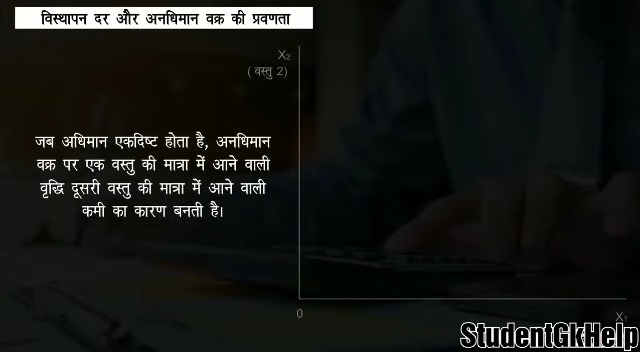 विस्थापन दर और अनधिमान वक्र की प्रवणता
X₂
( वस्तु 2)
जब अधिमान एकदिष्ट होता है, अनधिमान
वक्र पर एक वस्तु की मात्रा में आने वाली
वृद्धि दूसरी वस्तु की मात्रा में आने वाली
कमी का कारण बनती है।
0
X₁
StudentGkHelp